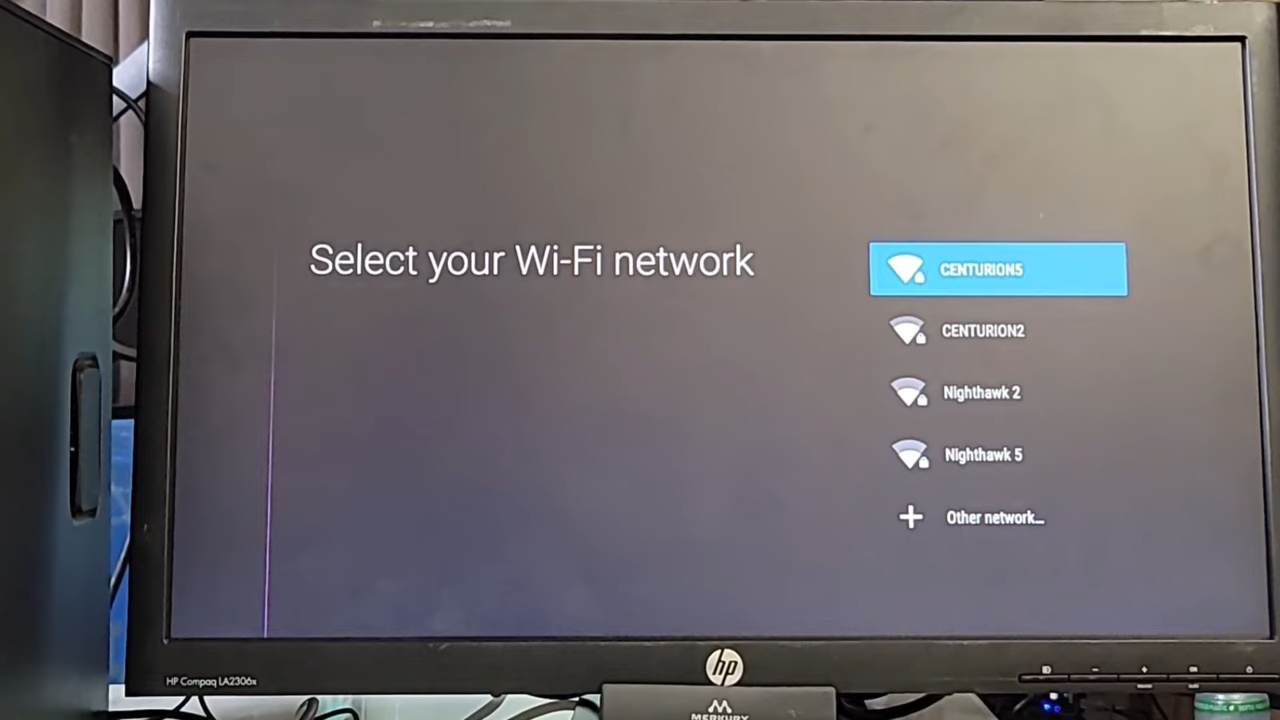 Select your Wi-Fi network
CENTURION5
CENTURION2
Nighthawk 2
Nighthawk 5
Other network...
hp
HP Compaq LA2306x
MERKURY